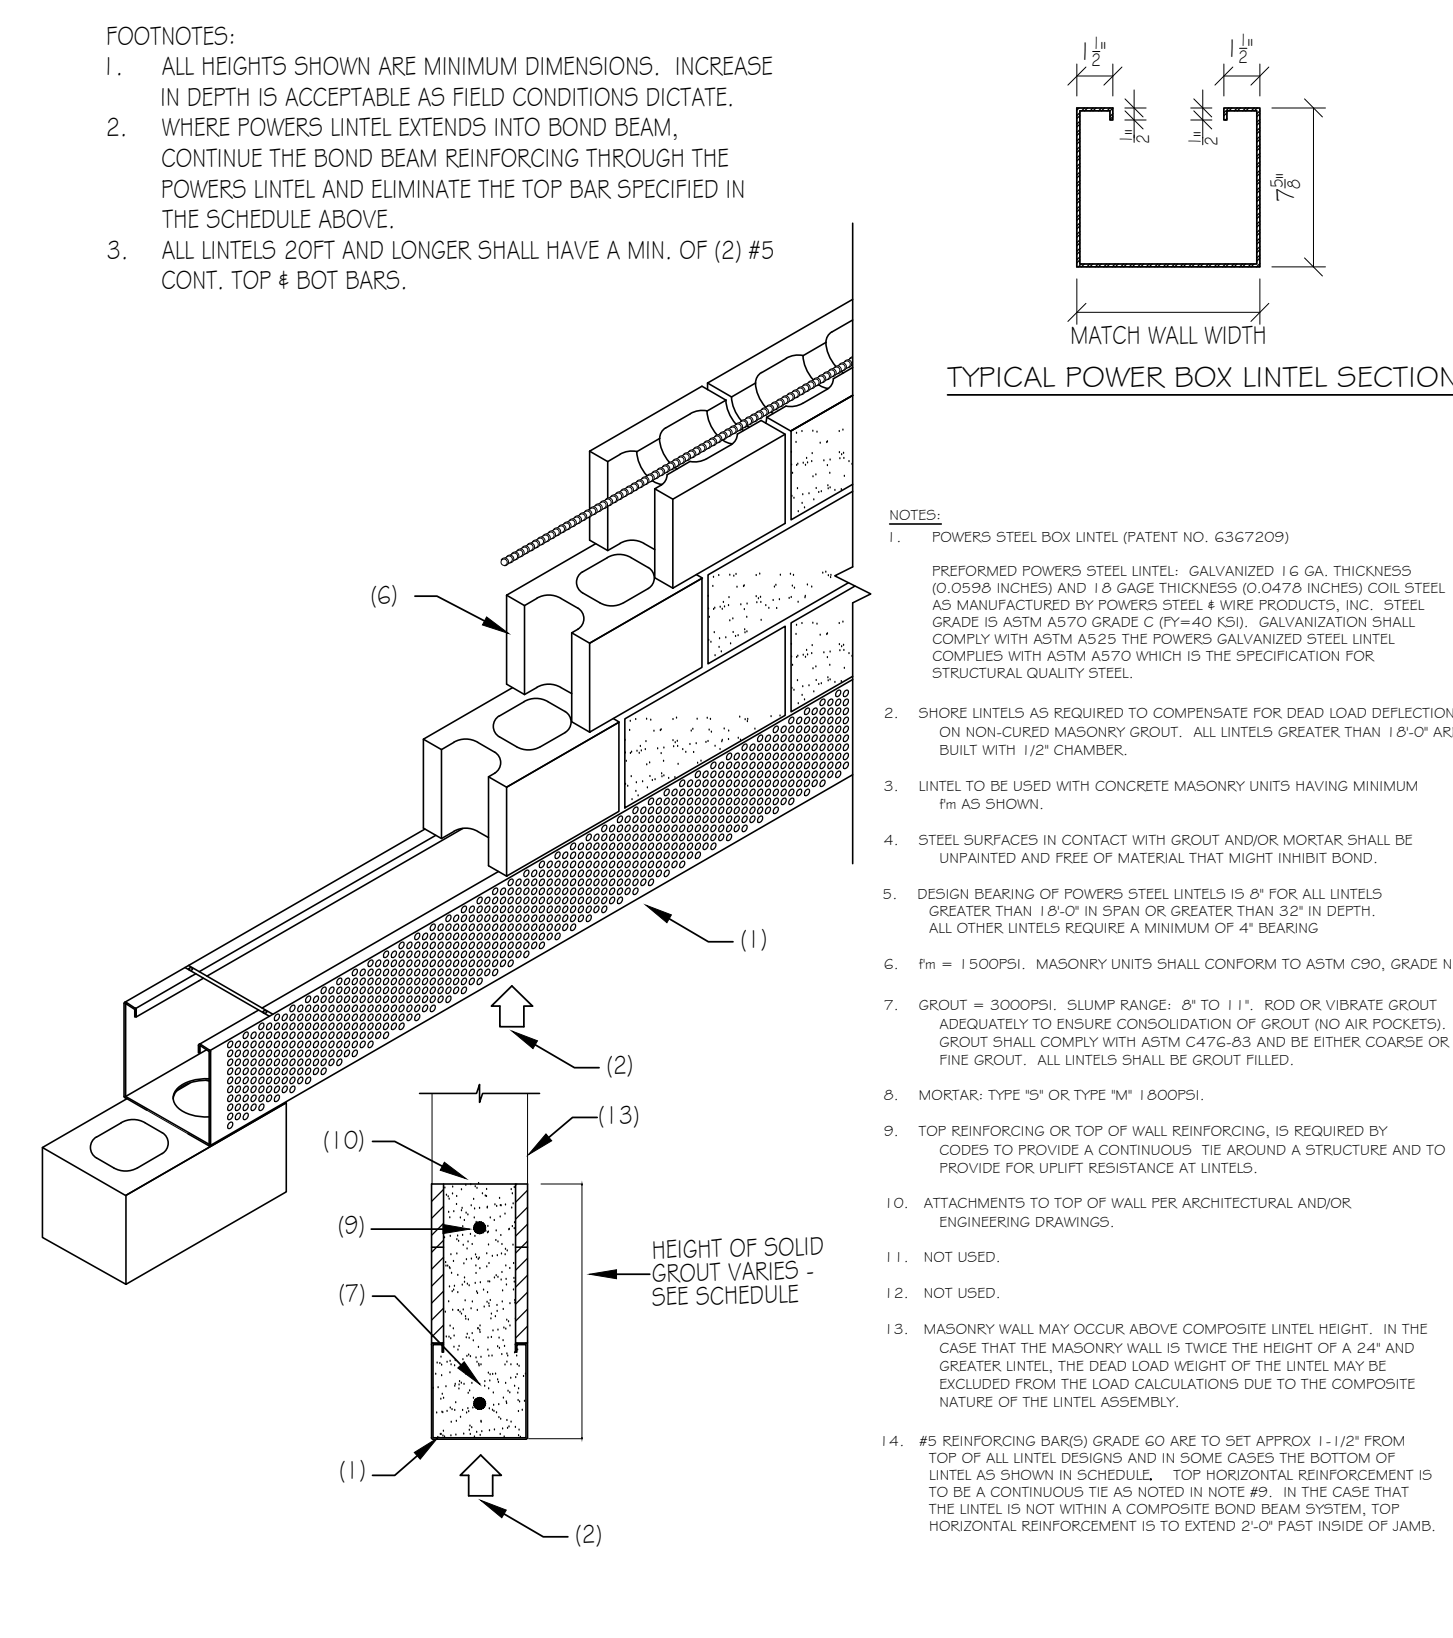 FOOTNOTES:
1. ALL HEIGHTS SHOWN ARE MINIMUM DIMENSIONS. INCREASE
IN DEPTH IS ACCEPTABLE AS FIELD CONDITIONS DICTATE.
2. WHERE POWERS LINTEL EXTENDS INTO BOND BEAM,
CONTINUE THE BOND BEAM REINFORCING THROUGH THE
POWERS LINTEL AND ELIMINATE THE TOP BAR SPECIFIED IN
THE SCHEDULE ABOVE.
3. ALL LINTELS 20FT AND LONGER SHALL HAVE A MIN. OF (2) #5
CONT. TOP & BOT BARS.
1 1/2"
1 1/2"
1/2"
1/2"
7 5/8"
MATCH WALL WIDTH
TYPICAL POWER BOX LINTEL SECTION
(6)
(1)
(2)
(13)
(10)
(9)
(7)
HEIGHT OF SOLID
GROUT VARIES -
SEE SCHEDULE
(1)
(2)
NOTES:
1. POWERS STEEL BOX LINTEL (PATENT NO. 6367209)
PREFORMED POWERS STEEL LINTEL: GALVANIZED 16 GA. THICKNESS
(0.0598 INCHES) AND 18 GAGE THICKNESS (0.0478 INCHES) COIL STEEL
AS MANUFACTURED BY POWERS STEEL & WIRE PRODUCTS, INC. STEEL
GRADE IS ASTM A570 GRADE C (FY=40 KSI). GALVANIZATION SHALL
COMPLY WITH ASTM A525 THE POWERS GALVANIZED STEEL LINTEL
COMPLIES WITH ASTM A570 WHICH IS THE SPECIFICATION FOR
STRUCTURAL QUALITY STEEL.
2. SHORE LINTELS AS REQUIRED TO COMPENSATE FOR DEAD LOAD DEFLECTION
ON NON-CURED MASONRY GROUT. ALL LINTELS GREATER THAN 18'-0" AR
BUILT WITH 1/2" CHAMBER.
3. LINTEL TO BE USED WITH CONCRETE MASONRY UNITS HAVING MINIMUM
f'm AS SHOWN.
4. STEEL SURFACES IN CONTACT WITH GROUT AND/OR MORTAR SHALL BE
UNPAINTED AND FREE OF MATERIAL THAT MIGHT INHIBIT BOND.
5. DESIGN BEARING OF POWERS STEEL LINTELS IS 8" FOR ALL LINTELS
GREATER THAN 18'-0" IN SPAN OR GREATER THAN 32" IN DEPTH.
ALL OTHER LINTELS REQUIRE A MINIMUM OF 4" BEARING
6. f'm = 1500PSI. MASONRY UNITS SHALL CONFORM TO ASTM C90, GRADE N
7. GROUT = 3000PSI. SLUMP RANGE: 8" TO 11". ROD OR VIBRATE GROUT
ADEQUATELY TO ENSURE CONSOLIDATION OF GROUT (NO AIR POCKETS).
GROUT SHALL COMPLY WITH ASTM C476-83 AND BE EITHER COARSE OR
FINE GROUT. ALL LINTELS SHALL BE GROUT FILLED.
8. MORTAR: TYPE "S" OR TYPE "M" 1800PSI.
9. TOP REINFORCING OR TOP OF WALL REINFORCING, IS REQUIRED BY
CODES TO PROVIDE A CONTINUOUS TIE AROUND A STRUCTURE AND TO
PROVIDE FOR UPLIFT RESISTANCE AT LINTELS.
10. ATTACHMENTS TO TOP OF WALL PER ARCHITECTURAL AND/OR
ENGINEERING DRAWINGS.
11. NOT USED.
12. NOT USED.
13. MASONRY WALL MAY OCCUR ABOVE COMPOSITE LINTEL HEIGHT. IN THE
CASE THAT THE MASONRY WALL IS TWICE THE HEIGHT OF A 24" AND
GREATER LINTEL, THE DEAD LOAD WEIGHT OF THE LINTEL MAY BE
EXCLUDED FROM THE LOAD CALCULATIONS DUE TO THE COMPOSITE
NATURE OF THE LINTEL ASSEMBLY.
14. #5 REINFORCING BAR(S) GRADE 60 ARE TO SET APPROX 1-1/2" FROM
TOP OF ALL LINTEL DESIGNS AND IN SOME CASES THE BOTTOM OF
LINTEL AS SHOWN IN SCHEDULE. TOP HORIZONTAL REINFORCEMENT IS
TO BE A CONTINUOUS TIE AS NOTED IN NOTE #9. IN THE CASE THAT
THE LINTEL IS NOT WITHIN A COMPOSITE BOND BEAM SYSTEM, TOP
HORIZONTAL REINFORCEMENT IS TO EXTEND 2'-0" PAST INSIDE OF JAMB.